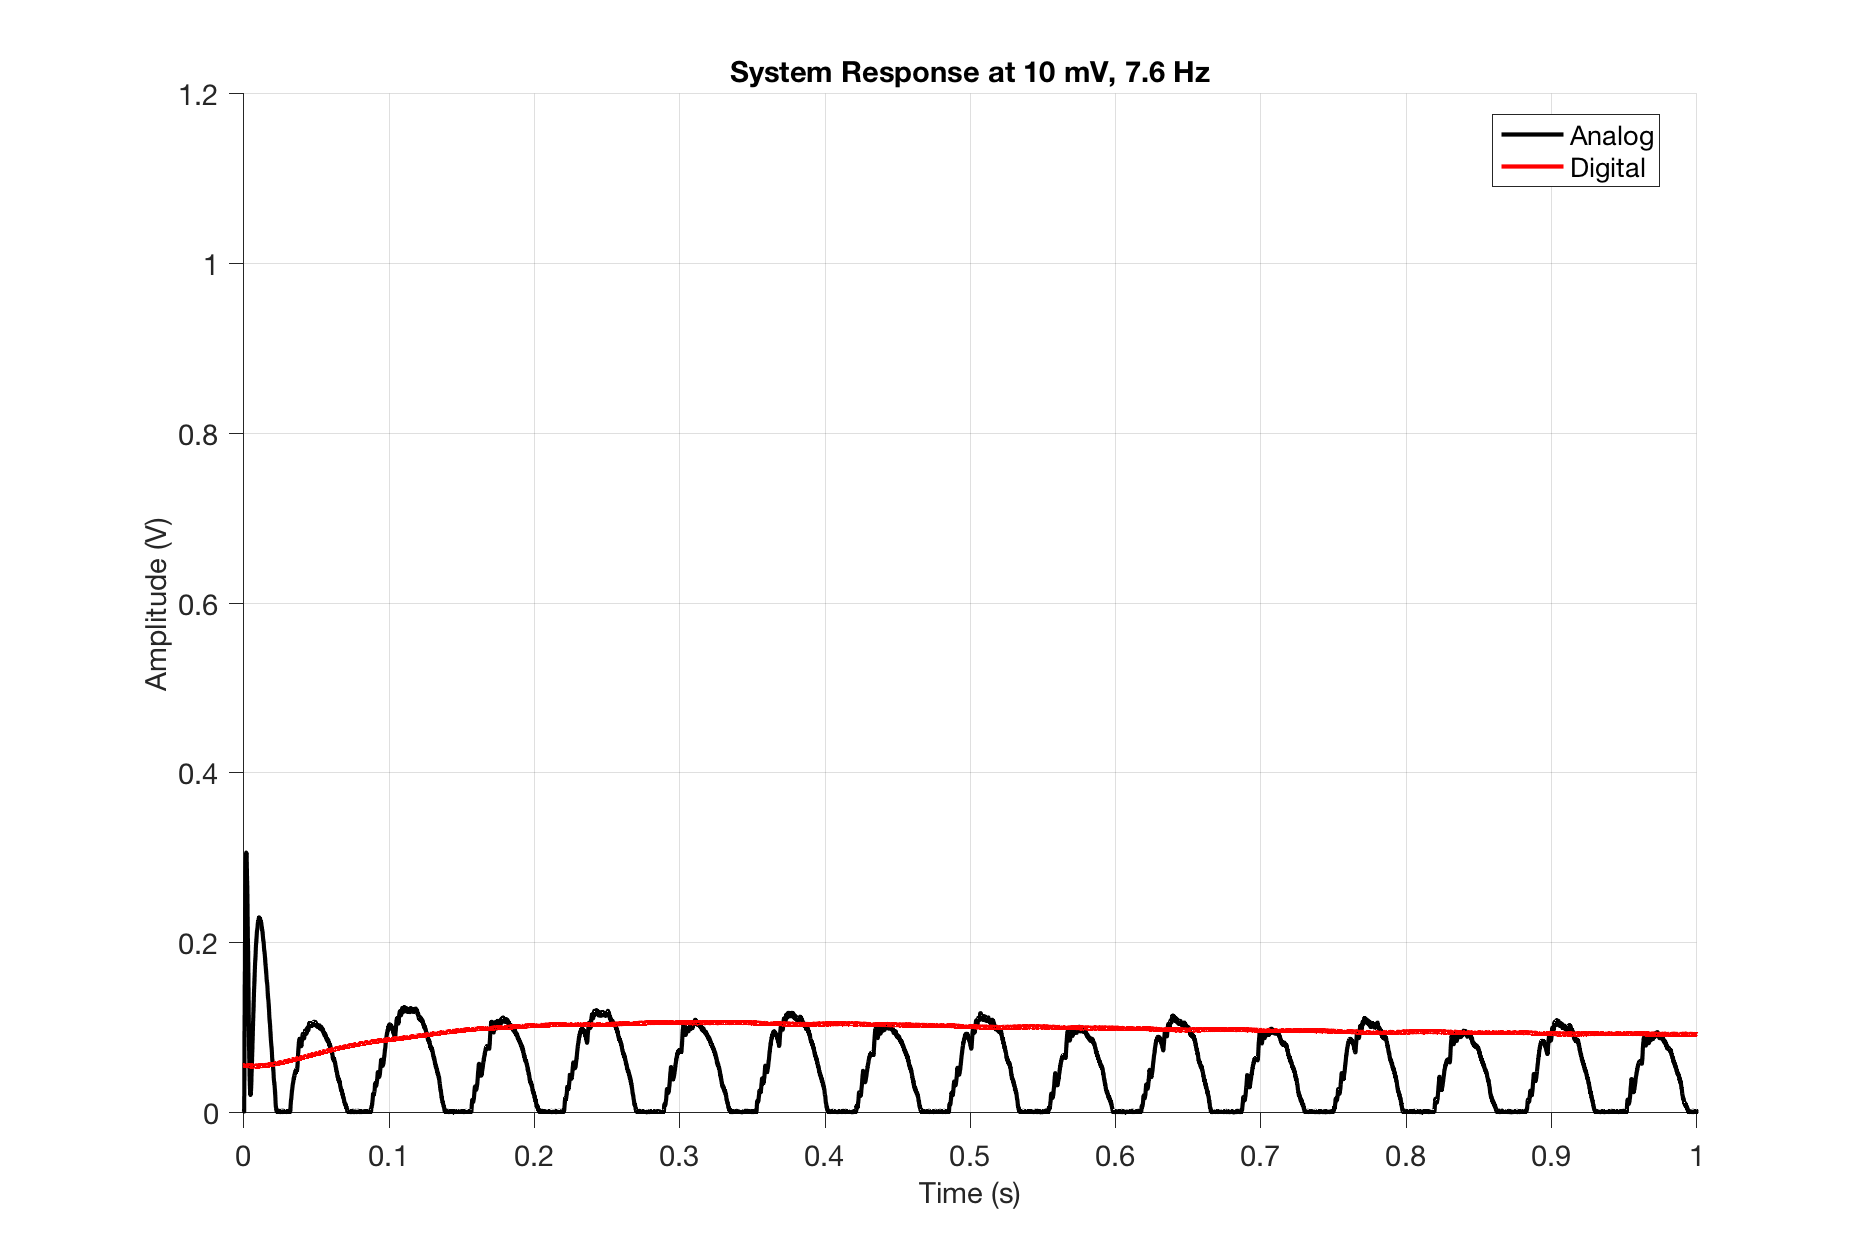 System Response at 10 mV, 7.6 Hz
1.2
1
0.8
0.6
0.4
0.2
0
Amplitude (V)
Analog
Digital
0 0.1 0.2 0.3 0.4 0.5 0.6 0.7 0.8 0.9 1
Time (s)